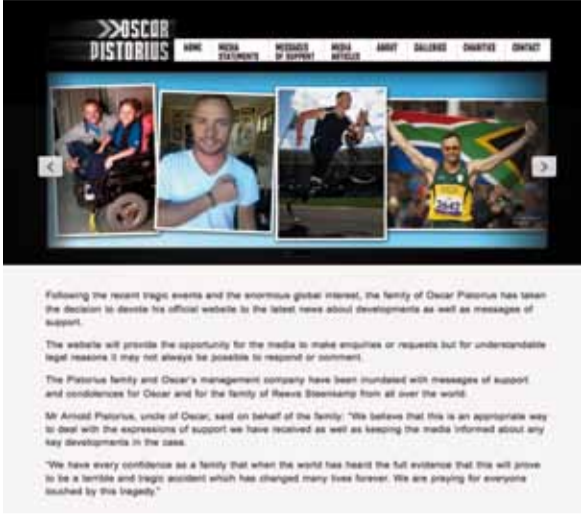 OSCAR
PISTORIUS
HOME
MEDIA STATEMENTS
MESSAGES OF SUPPORT
MEDIA ARTICLES
ABOUT
GALLERIES
CHARITIES
CONTACT
Following the recent tragic events and the enormous global interest, the family of Oscar Pistorius has taken
the decision to devote his official website to the latest news about developments as well as messages of
support.
The website will provide the opportunity for the media to make enquiries or requests but for understandable
legal reasons it may not always be possible to respond or comment.
The Pistorius family and Oscar's management company have been inundated with messages of support
and condolences for Oscar and for the family of Reeva Steenkamp from all over the world.
Mr Arnold Pistorius, uncle of Oscar, said on behalf of the family: "We believe that this is an appropriate way
to deal with the expressions of support we have received as well as keeping the media informed about any
key developments in the case.
"We have every confidence as a family that when the world has heard the full evidence that this will prove
to be a terrible and tragic accident which has changed many lives forever. We are praying for everyone
touched by this tragedy."